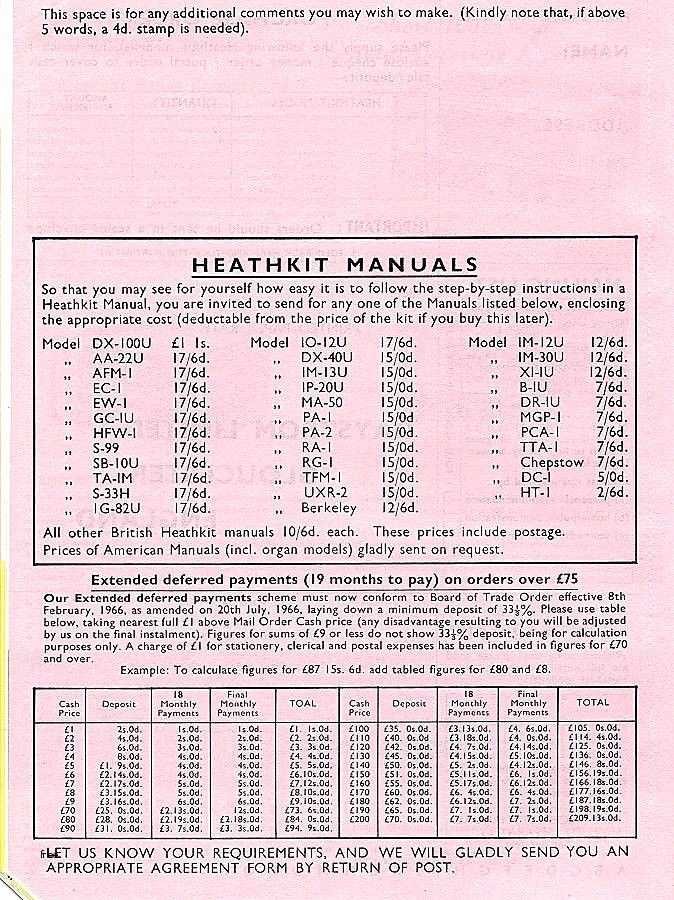 This space is for any additional comments you may wish to make. (Kindly note that, if above
5 words, a 4d. stamp is needed).
HEATHKIT MANUALS
So that you may see for yourself how easy it is to follow the step-by-step instructions in a
Heathkit Manual, you are invited to send for any one of the Manuals listed below, enclosing
the appropriate cost (deductable from the price of the kit if you buy this later).
Model DX-100U £1 1s. Model IO-12U 17/6d. Model IM-12U 12/6d.
„ AA-22U 17/6d. „ DX-40U 15/0d. „ IM-30U 12/6d.
„ AFM-1 17/6d. „ IM-13U 15/0d. „ XI-IU 12/6d.
„ EC-1 17/6d. „ IP-20U 15/0d. „ B-IU 7/6d.
„ EW-1 17/6d. „ MA-50 15/0d. „ DR-IU 7/6d.
„ GC-IU 17/6d. „ PA-1 15/0d „ MGP-1 7/6d.
„ HFW-1 17/6d. „ PA-2 15/0d. „ PCA-1 7/6d.
„ S-99 17/6d. „ RA-1 15/0d. „ TTA-1 7/6d.
„ SB-10U 17/6d. „ RG-1 15/0d. „ Chepstow 7/6d.
„ TA-IM 17/6d. „ TFM-1 15/0d. „ DC-1 5/0d.
„ S-33H 17/6d. „ UXR-2 15/0d. „ HT-1 2/6d.
„ IG-82U 17/6d. „ Berkeley 12/6d.
All other British Heathkit manuals 10/6d. each. These prices include postage.
Prices of American Manuals (incl. organ models) gladly sent on request.
Extended deferred payments (19 months to pay) on orders over £75
Our Extended deferred payments scheme must now conform to Board of Trade Order effective 8th
February, 1966, as amended on 20th July, 1966, laying down a minimum deposit of 33⅓%. Please use table
below, taking nearest full £1 above Mail Order Cash price (any disadvantage resulting to you will be adjusted
by us on the final instalment). Figures for sums of £9 or less do not show 33⅓% deposit, being for calculation
purposes only. A charge of £1 for stationery, clerical and postal expenses has been included in figures for £70
and over.
Example: To calculate figures for £87 15s. 6d. add tabled figures for £80 and £8.
Cash Price Deposit 18 Monthly Payments Final Monthly Payments TOAL Cash Price Deposit 18 Monthly Payments Final Monthly Payments TOTAL
£1 2s.0d. 1s.0d. 1s.0d. £1. 1s.0d. £100 £35. 0s.0d. £3.13s.0d. £4. 6s.0d. £105. 0s.0d.
£2 4s.0d. 2s.0d. 2s.0d. £2. 2s.0d. £110 £40. 0s.0d. £3.18s.0d. £4. 0s.0d. £114. 4s.0d.
£3 6s.0d. 3s.0d. 3s.0d. £3. 3s.0d. £120 £42. 0s.0d. £4. 7s.0d. £4.14s.0d. £125. 0s.0d.
£4 8s.0d. 4s.0d. 4s.0d. £4. 4s.0d. £130 £45. 0s.0d. £4.15s.0d. £5.10s.0d. £136. 0s.0d.
£5 £1. 9s.0d. 4s.0d. 4s.0d. £5. 5s.0d. £140 £50. 0s.0d. £5. 2s.0d. £4.12s.0d. £146. 8s.0d.
£6 £2.14s.0d. 4s.0d. 4s.0d. £6.10s.0d. £150 £51. 0s.0d. £5.11s.0d. £6. 1s.0d. £156.19s.0d.
£7 £2.17s.0d. 5s.0d. 5s.0d. £7.12s.0d. £160 £55. 0s.0d. £5.17s.0d. £6.12s.0d. £166.18s.0d.
£8 £3.15s.0d. 5s.0d. 5s.0d. £8.10s.0d. £170 £60. 0s.0d. £6. 4s.0d. £6. 4s.0d. £177.16s.0d.
£9 £3.16s.0d. 6s.0d. 6s.0d. £9.10s.0d. £180 £62. 0s.0d. £6.12s.0d. £7. 2s.0d. £187.18s.0d.
£70 £25. 0s.0d. £2.13s.0d. 12s.0d. £73. 6s.0d. £190 £65. 0s.0d. £7. 1s.0d. £7. 1s.0d. £198.19s.0d.
£80 £28. 0s.0d. £2.19s.0d. £2.18s.0d. £84. 0s.0d. £200 £70. 0s.0d. £7. 7s.0d. £7. 7s.0d. £209.13s.0d.
£90 £31. 0s.0d. £3. 7s.0d. £3. 3s.0d. £94. 9s.0d.
LET US KNOW YOUR REQUIREMENTS, AND WE WILL GLADLY SEND YOU AN
APPROPRIATE AGREEMENT FORM BY RETURN OF POST.